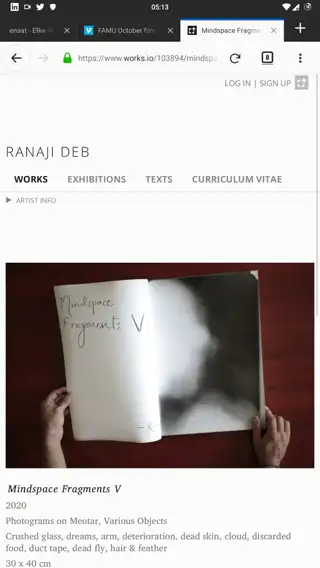 05:13
ensat - Elke
FAMU October film
Mindspace Fragmen
https://www.works.io/103894/mindsp
8
LOG IN | SIGN UP
RANAJI DEB
WORKS EXHIBITIONS TEXTS CURRICULUM VITAE
ARTIST INFO
Mindspace
Fragments V
Mindspace Fragments V
2020
Photograms on Meotar, Various Objects
Crushed glass, dreams, arm, deterioration, dead skin, cloud, discarded
food, duct tape, dead fly, hair & feather
30 x 40 cm